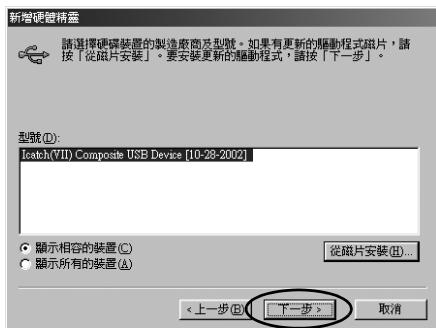 新增硬體精靈
請選擇硬碟裝置的製造廠商及型號。如果有更新的驅動程式磁片，請
按「從磁片安裝」。要安裝更新的驅動程式，請按「下一步」。
型號(D):
Icatch(VII) Composite USB Device [10-28-2002]
顯示相容的裝置(C)
從磁片安裝(H)...
顯示所有的裝置(A)
<上一步(B)
下一步 >
取消